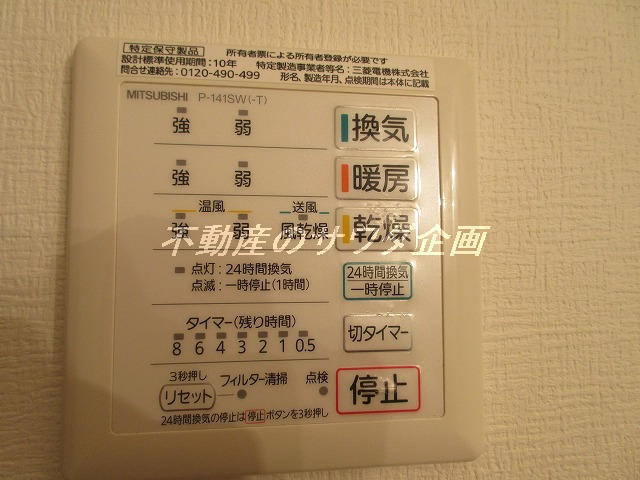 特定保守製品 所有者票による所有者登録が必要です
設計標準使用期間：10年 特定製造事業者等名：三菱電機株式会社
問合せ連絡先：0120-490-499 形名、製造年月、点検期間は本体に記載
MITSUBISHI P-141SW(-T)
強 弱 換気
強 弱 暖房
温風 送風
強 弱 風乾燥 乾燥
不動産のサワダ企画
点灯：24時間換気
点滅：一時停止(1時間)
24時間換気
一時停止
タイマー(残り時間)
8 6 4 3 2 1 0.5
切タイマー
3秒押し フィルター清掃 点検
リセット
停止
24時間換気の停止は停止ボタンを3秒押し